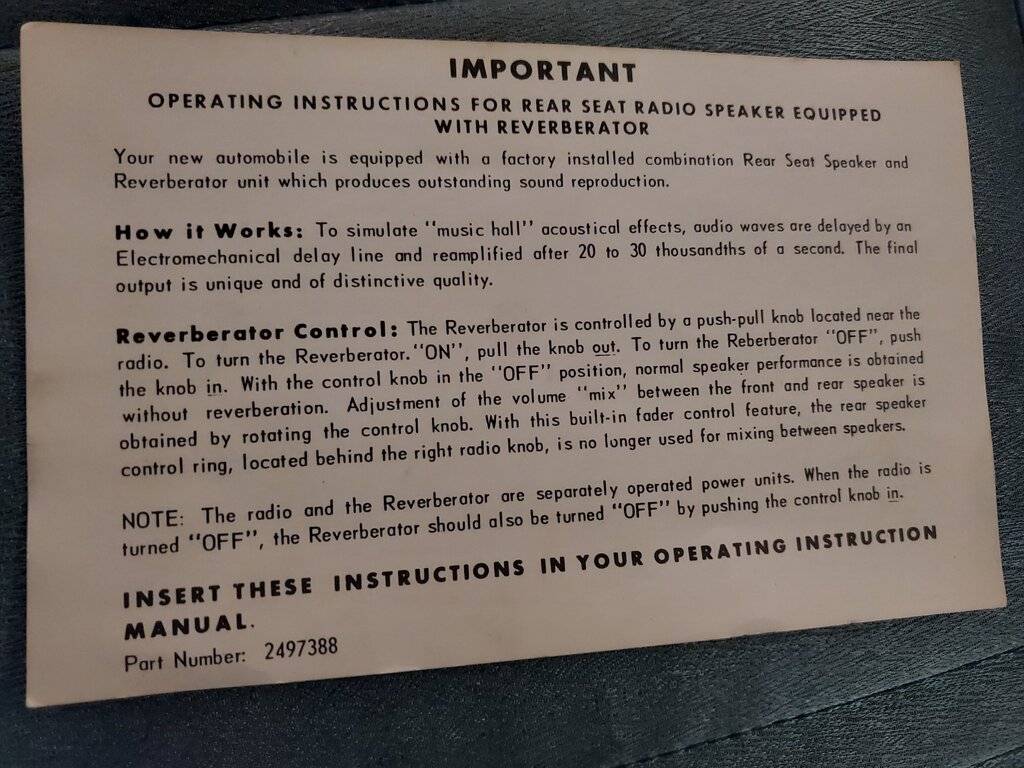 IMPORTANT
OPERATING INSTRUCTIONS FOR REAR SEAT RADIO SPEAKER EQUIPPED
WITH REVERBERATOR
Your new automobile is equipped with a factory installed combination Rear Seat Speaker and
Reverberator unit which produces outstanding sound reproduction.
How it Works: To simulate "music hall" acoustical effects, audio waves are delayed by an
Electromechanical delay line and reamplified after 20 to 30 thousandths of a second. The final
output is unique and of distinctive quality.
Reverberator Control: The Reverberator is controlled by a push-pull knob located near the
radio. To turn the Reverberator."ON", pull the knob out. To turn the Reberberator "OFF", push
the knob in. With the control knob in the "OFF" position, normal speaker performance is obtained
without reverberation. Adjustment of the volume "mix" between the front and rear speaker is
obtained by rotating the control knob. With this built-in fader control feature, the rear speaker
control ring, located behind the right radio knob, is no longer used for mixing between speakers.
NOTE: The radio and the Reverberator are separately operated power units. When the radio is
turned "OFF", the Reverberator should also be turned "OFF" by pushing the control knob in.
INSERT THESE INSTRUCTIONS IN YOUR OPERATING INSTRUCTION
MANUAL.
Part Number: 2497388